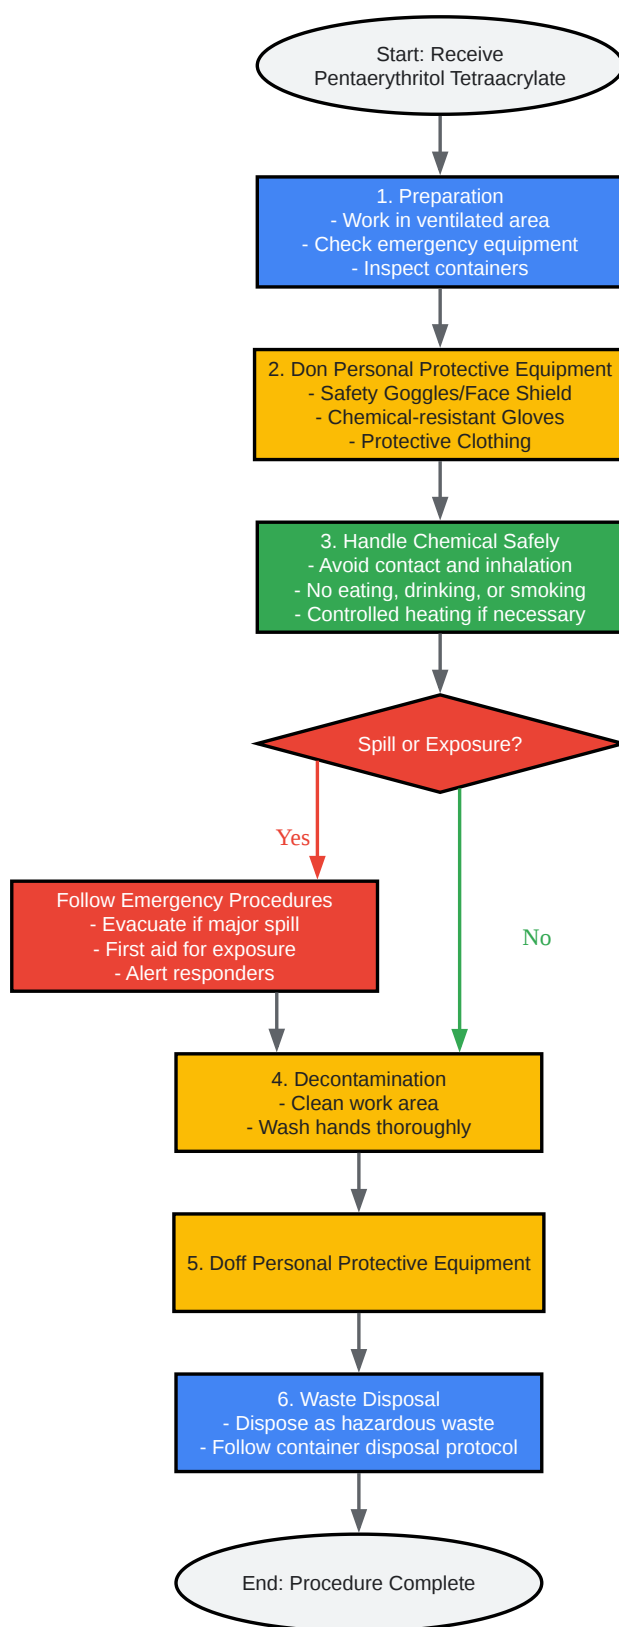 Start: Receive
Pentaerythritol Tetraacrylate
1. Preparation
- Work in ventilated area
- Check emergency equipment
- Inspect containers
2. Don Personal Protective Equipment
- Safety Goggles/Face Shield
- Chemical-resistant Gloves
- Protective Clothing
3. Handle Chemical Safely
- Avoid contact and inhalation
- No eating, drinking, or smoking
- Controlled heating if necessary
Spill or Exposure?
Yes
Follow Emergency Procedures
- Evacuate if major spill
- First aid for exposure
- Alert responders
No
4. Decontamination
- Clean work area
- Wash hands thoroughly
5. Doff Personal Protective Equipment
6. Waste Disposal
- Dispose as hazardous waste
- Follow container disposal protocol
End: Procedure Complete